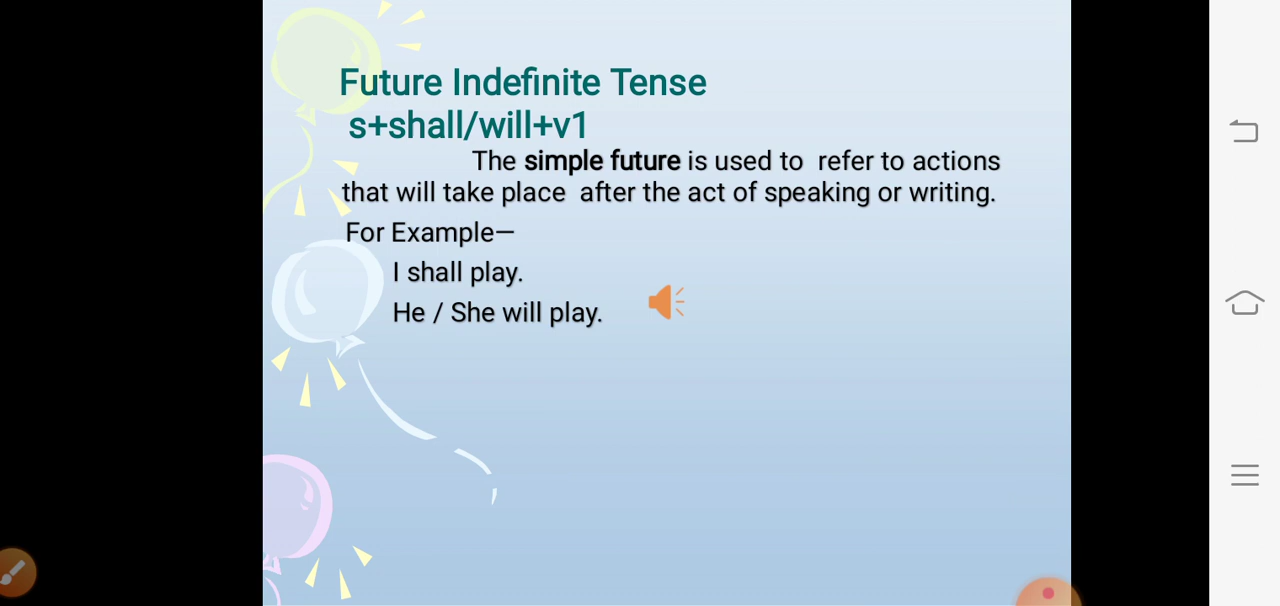 Future Indefinite Tense
s+shall/will+v1
The simple future is used to refer to actions
that will take place after the act of speaking or writing.
For Example—
I shall play.
He / She will play.